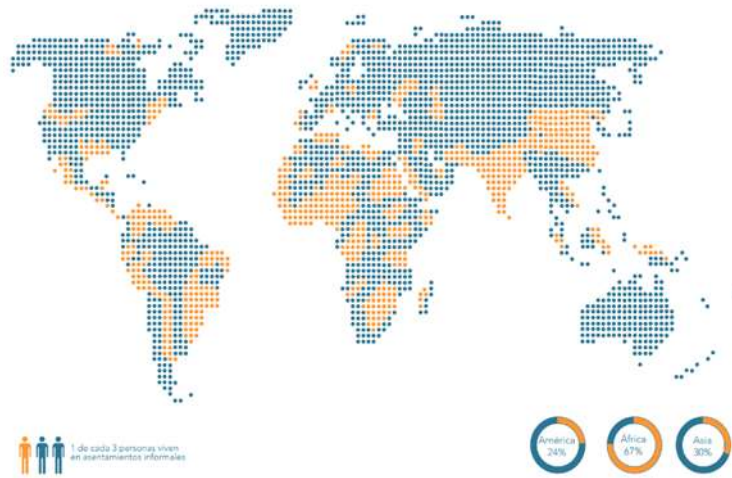 1 de cada 3 personas viven
en asentamientos informales
América
24%
África
67%
Asia
30%